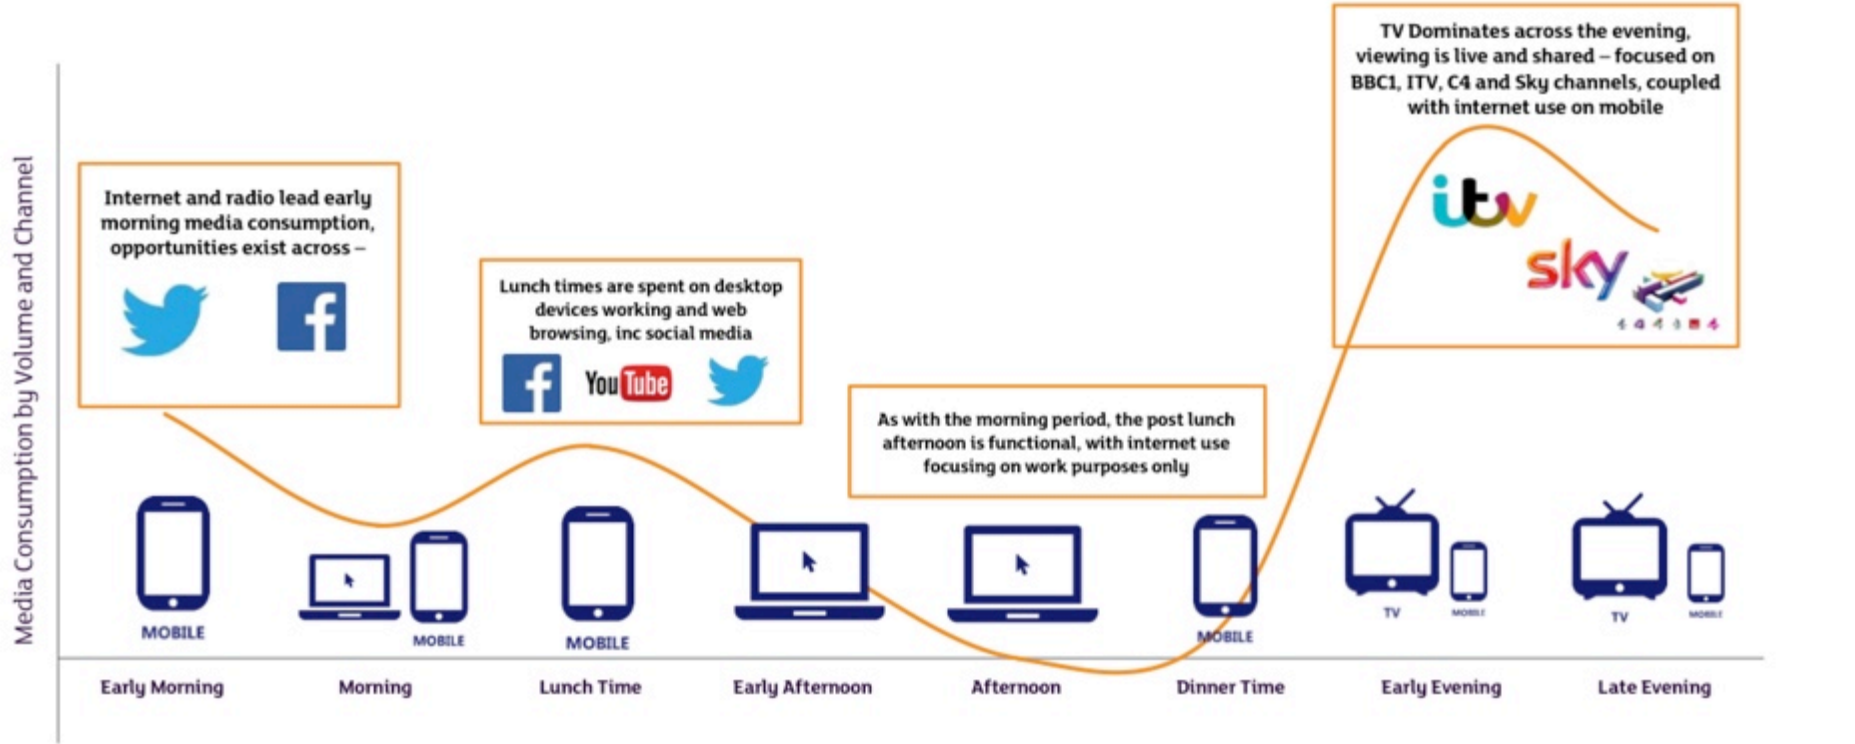 Media Consumption by Volume and Channel
Internet and radio lead early
morning media consumption,
opportunities exist across –
f
Lunch times are spent on desktop
devices working and web
browsing, inc social media
f
YouTube
As with the morning period, the post lunch
afternoon is functional, with internet use
focusing on work purposes only
TV Dominates across the evening,
viewing is live and shared – focused on
BBC1, ITV, C4 and Sky channels, coupled
with internet use on mobile
itv
sky
MOBILE
MOBILE
MOBILE
MOBILE
TV
MOBILE
TV
MOBILE
Early Morning
Morning
Lunch Time
Early Afternoon
Afternoon
Dinner Time
Early Evening
Late Evening